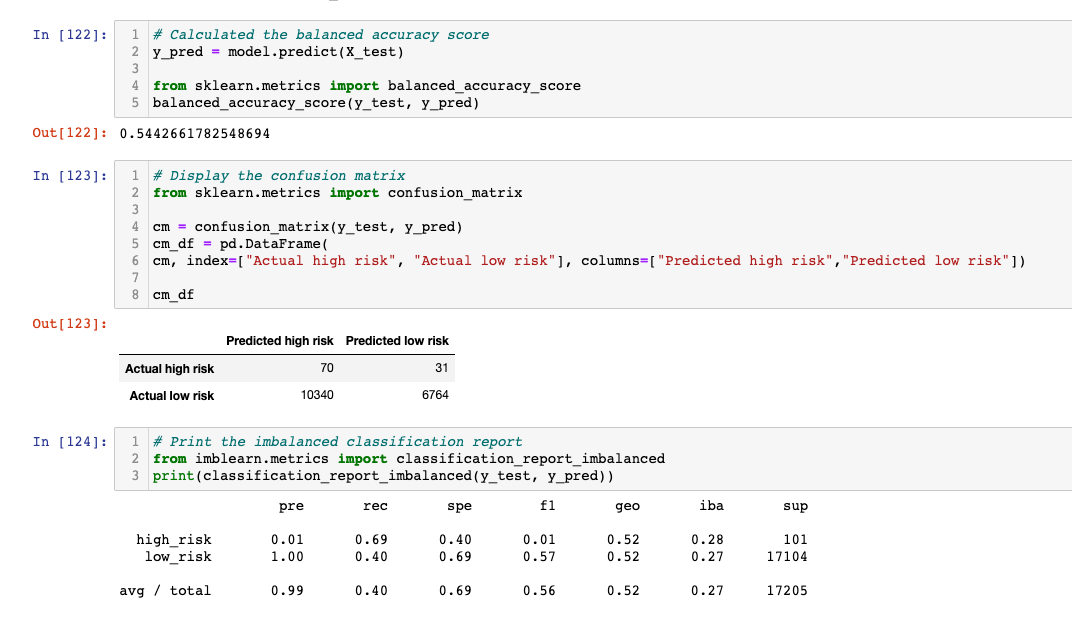 In [122]:
1 # Calculated the balanced accuracy score
2 y_pred = model.predict(X_test)
3
4 from sklearn.metrics import balanced_accuracy_score
5 balanced_accuracy_score(y_test, y_pred)
Out[122]: 0.5442661782548694
In [123]:
1 # Display the confusion matrix
2 from sklearn.metrics import confusion_matrix
3
4 cm = confusion_matrix(y_test, y_pred)
5 cm_df = pd.DataFrame(
6 cm, index=["Actual high risk", "Actual low risk"], columns=["Predicted high risk","Predicted low risk"])
7
8 cm_df
Out[123]:
Predicted high risk Predicted low risk
Actual high risk 70 31
Actual low risk 10340 6764
In [124]:
1 # Print the imbalanced classification report
2 from imblearn.metrics import classification_report_imbalanced
3 print(classification_report_imbalanced(y_test, y_pred))
pre rec spe f1 geo iba sup
high_risk 0.01 0.69 0.40 0.01 0.52 0.28 101
low_risk 1.00 0.40 0.69 0.57 0.52 0.27 17104
avg / total 0.99 0.40 0.69 0.56 0.52 0.27 17205